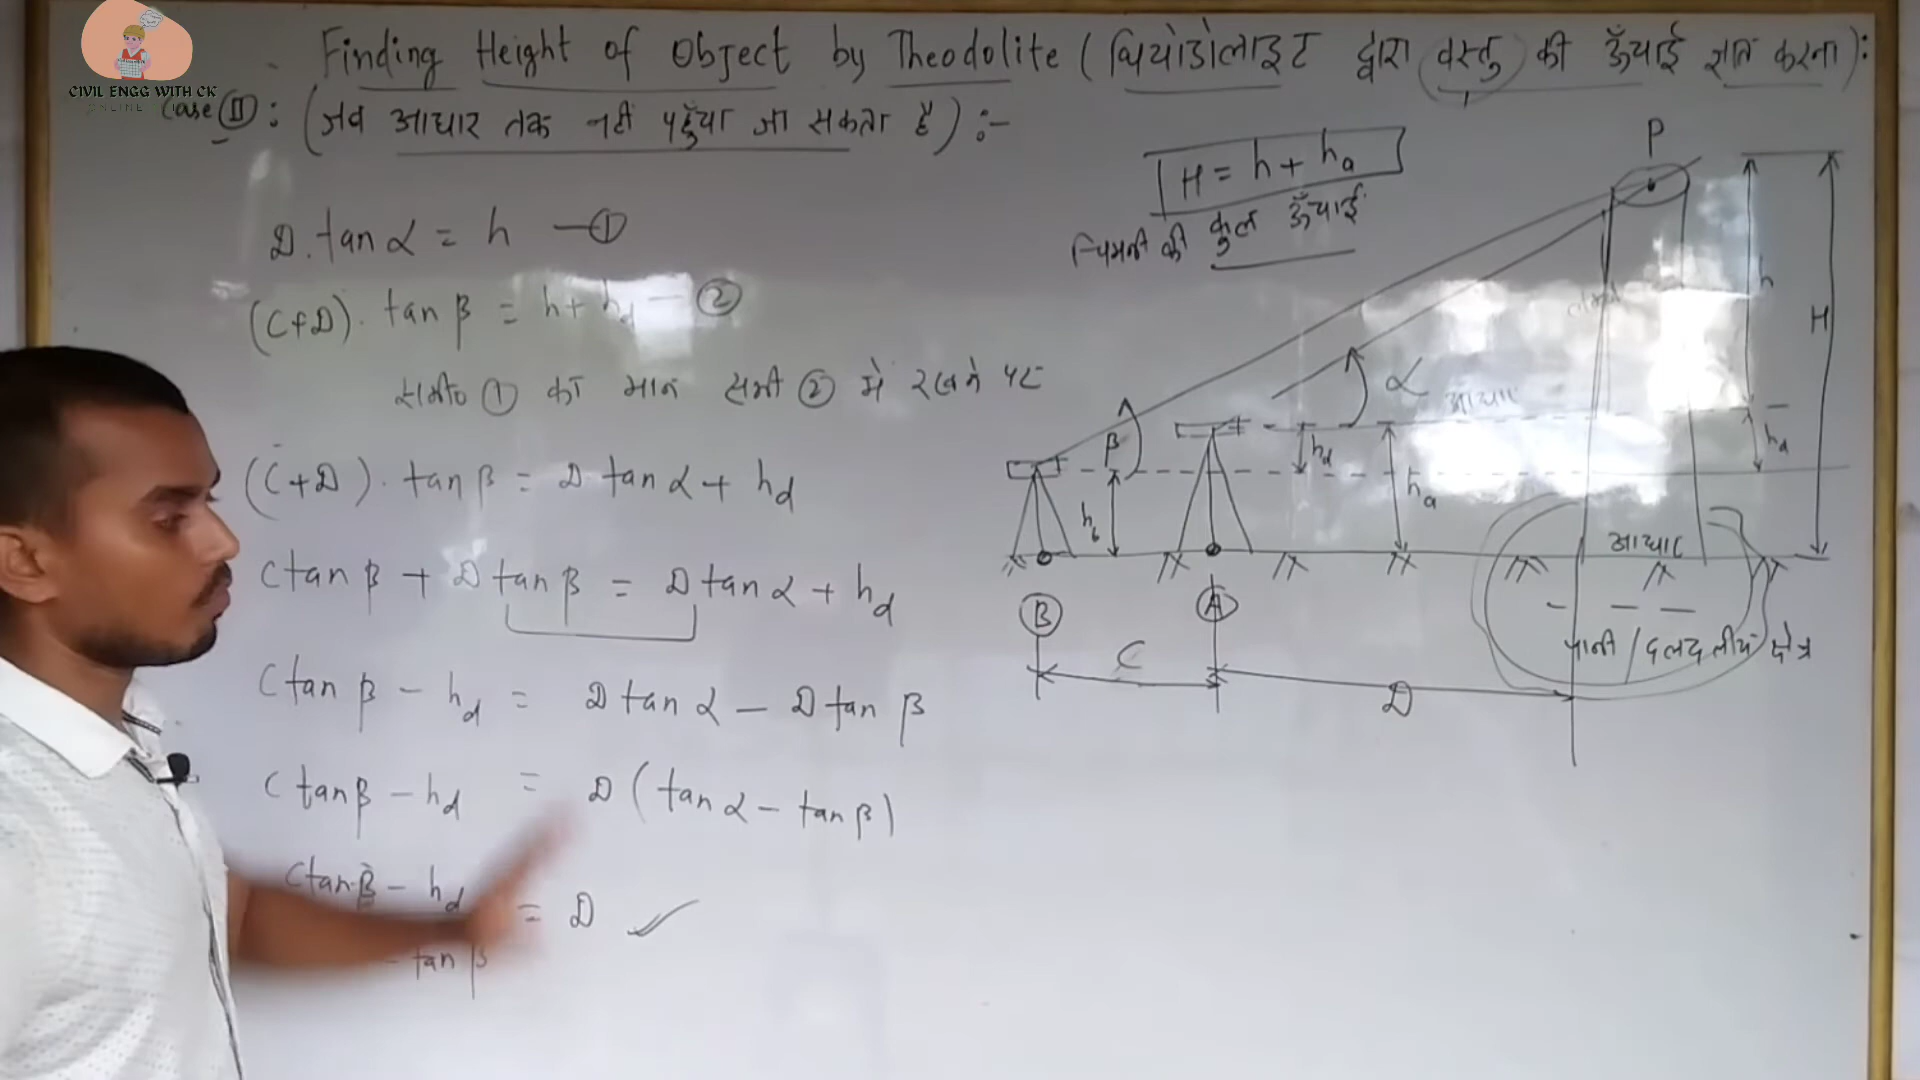 CIVIL ENGG WITH CK
ONLINE
Finding Height of Object by Theodolite (थियोडोलाइट द्वारा वस्तु की ऊँचाई ज्ञात करना):
Case II: (जब आधार तक नहीं पहुँचा जा सकता है) :-
D. tan α = h — ①
(C+D). tan β = h + hd — ②
समी० ① का मान समी ② में रखने पर
(C+D). tan β = D tan α + hd
C tan β + D tan β = D tan α + hd
C tan β - hd = D tan α - D tan β
C tan β - hd = D (tan α - tan β)
C tan β - hd
- tan β
= D ✓
H = h + ha
चिमनी की कुल ऊँचाई
P
h
H
α
आधार
β
hd
hd
hb
ha
आधार
B
A
पानी / दलदलीय क्षेत्र
C
D